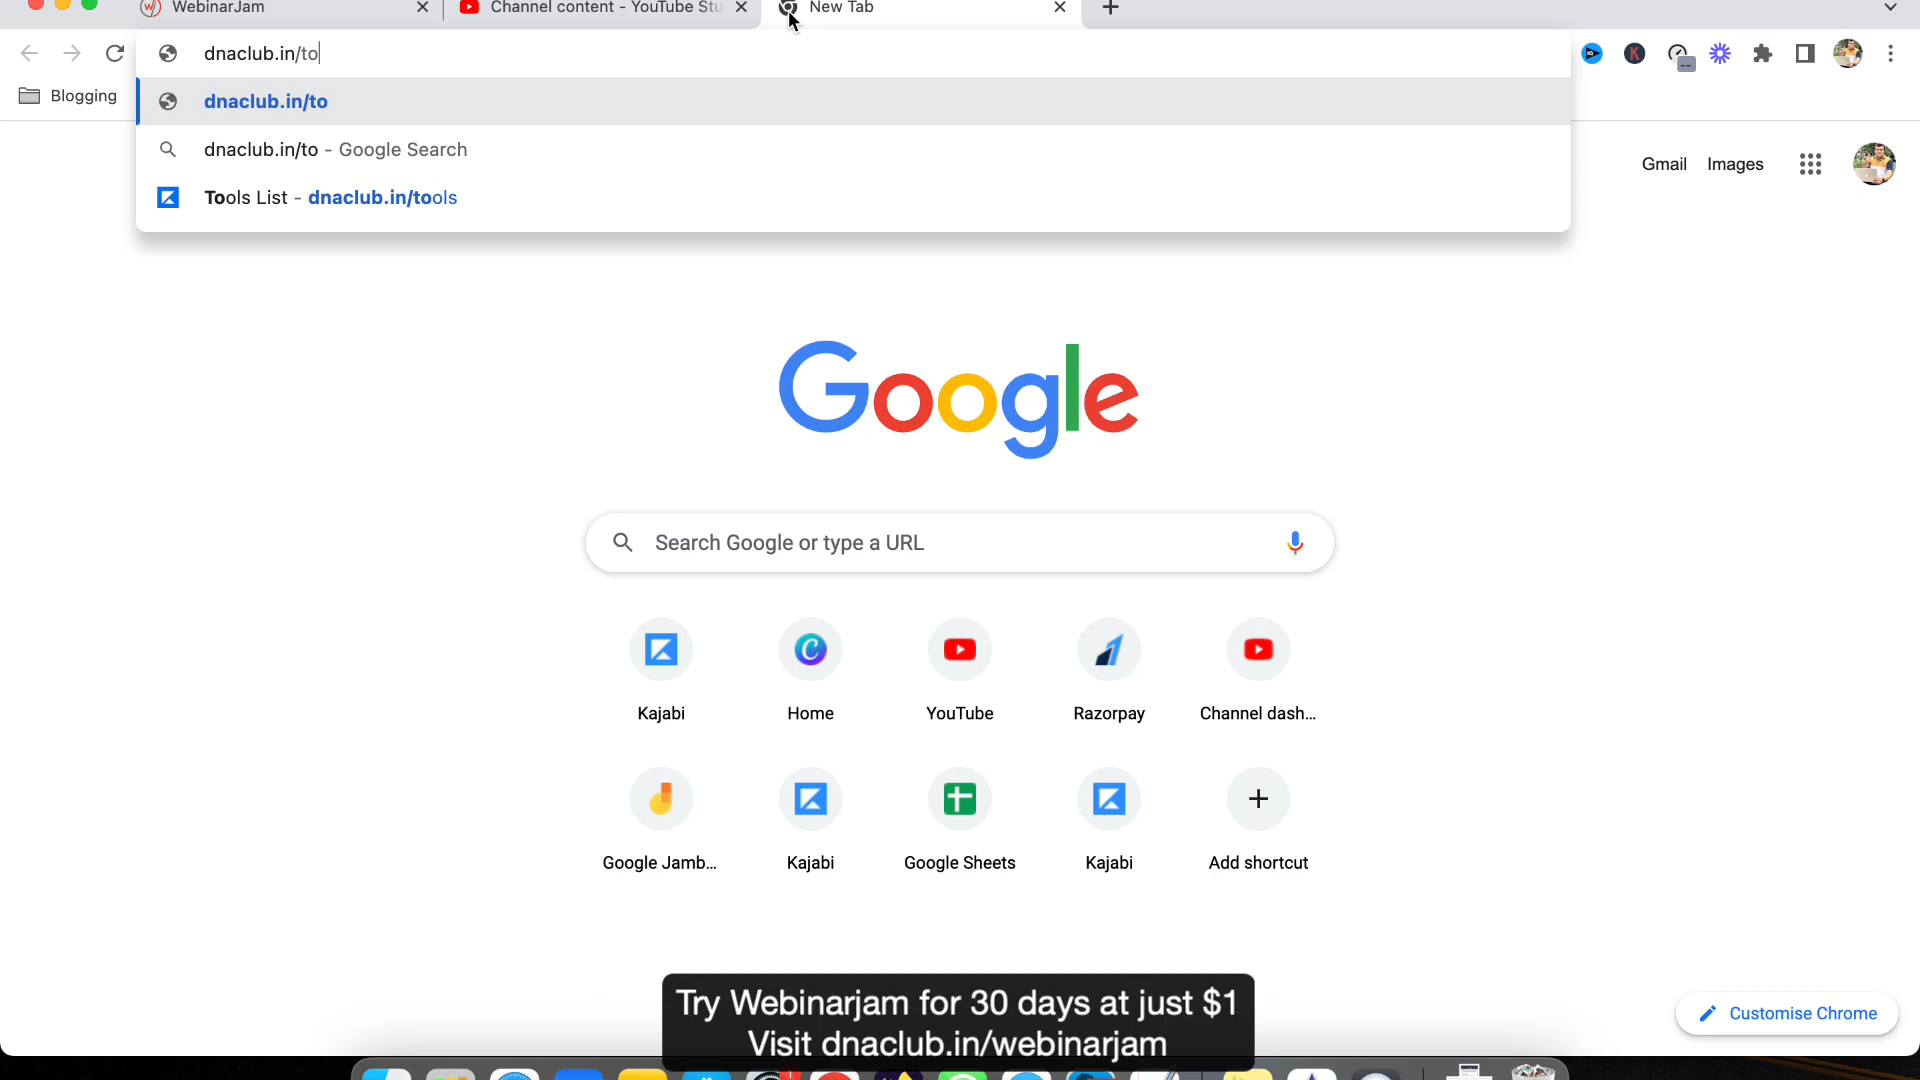 WebinarJam
Channel content - YouTube Stu
New Tab
dnaclub.in/to
Blogging
dnaclub.in/to
dnaclub.in/to - Google Search
Tools List - dnaclub.in/tools
Gmail Images
Google
Search Google or type a URL
Kajabi Home YouTube Razorpay Channel dash...
Google Jamb... Kajabi Google Sheets Kajabi Add shortcut
Try Webinarjam for 30 days at just $1
Visit dnaclub.in/webinarjam
Customise Chrome